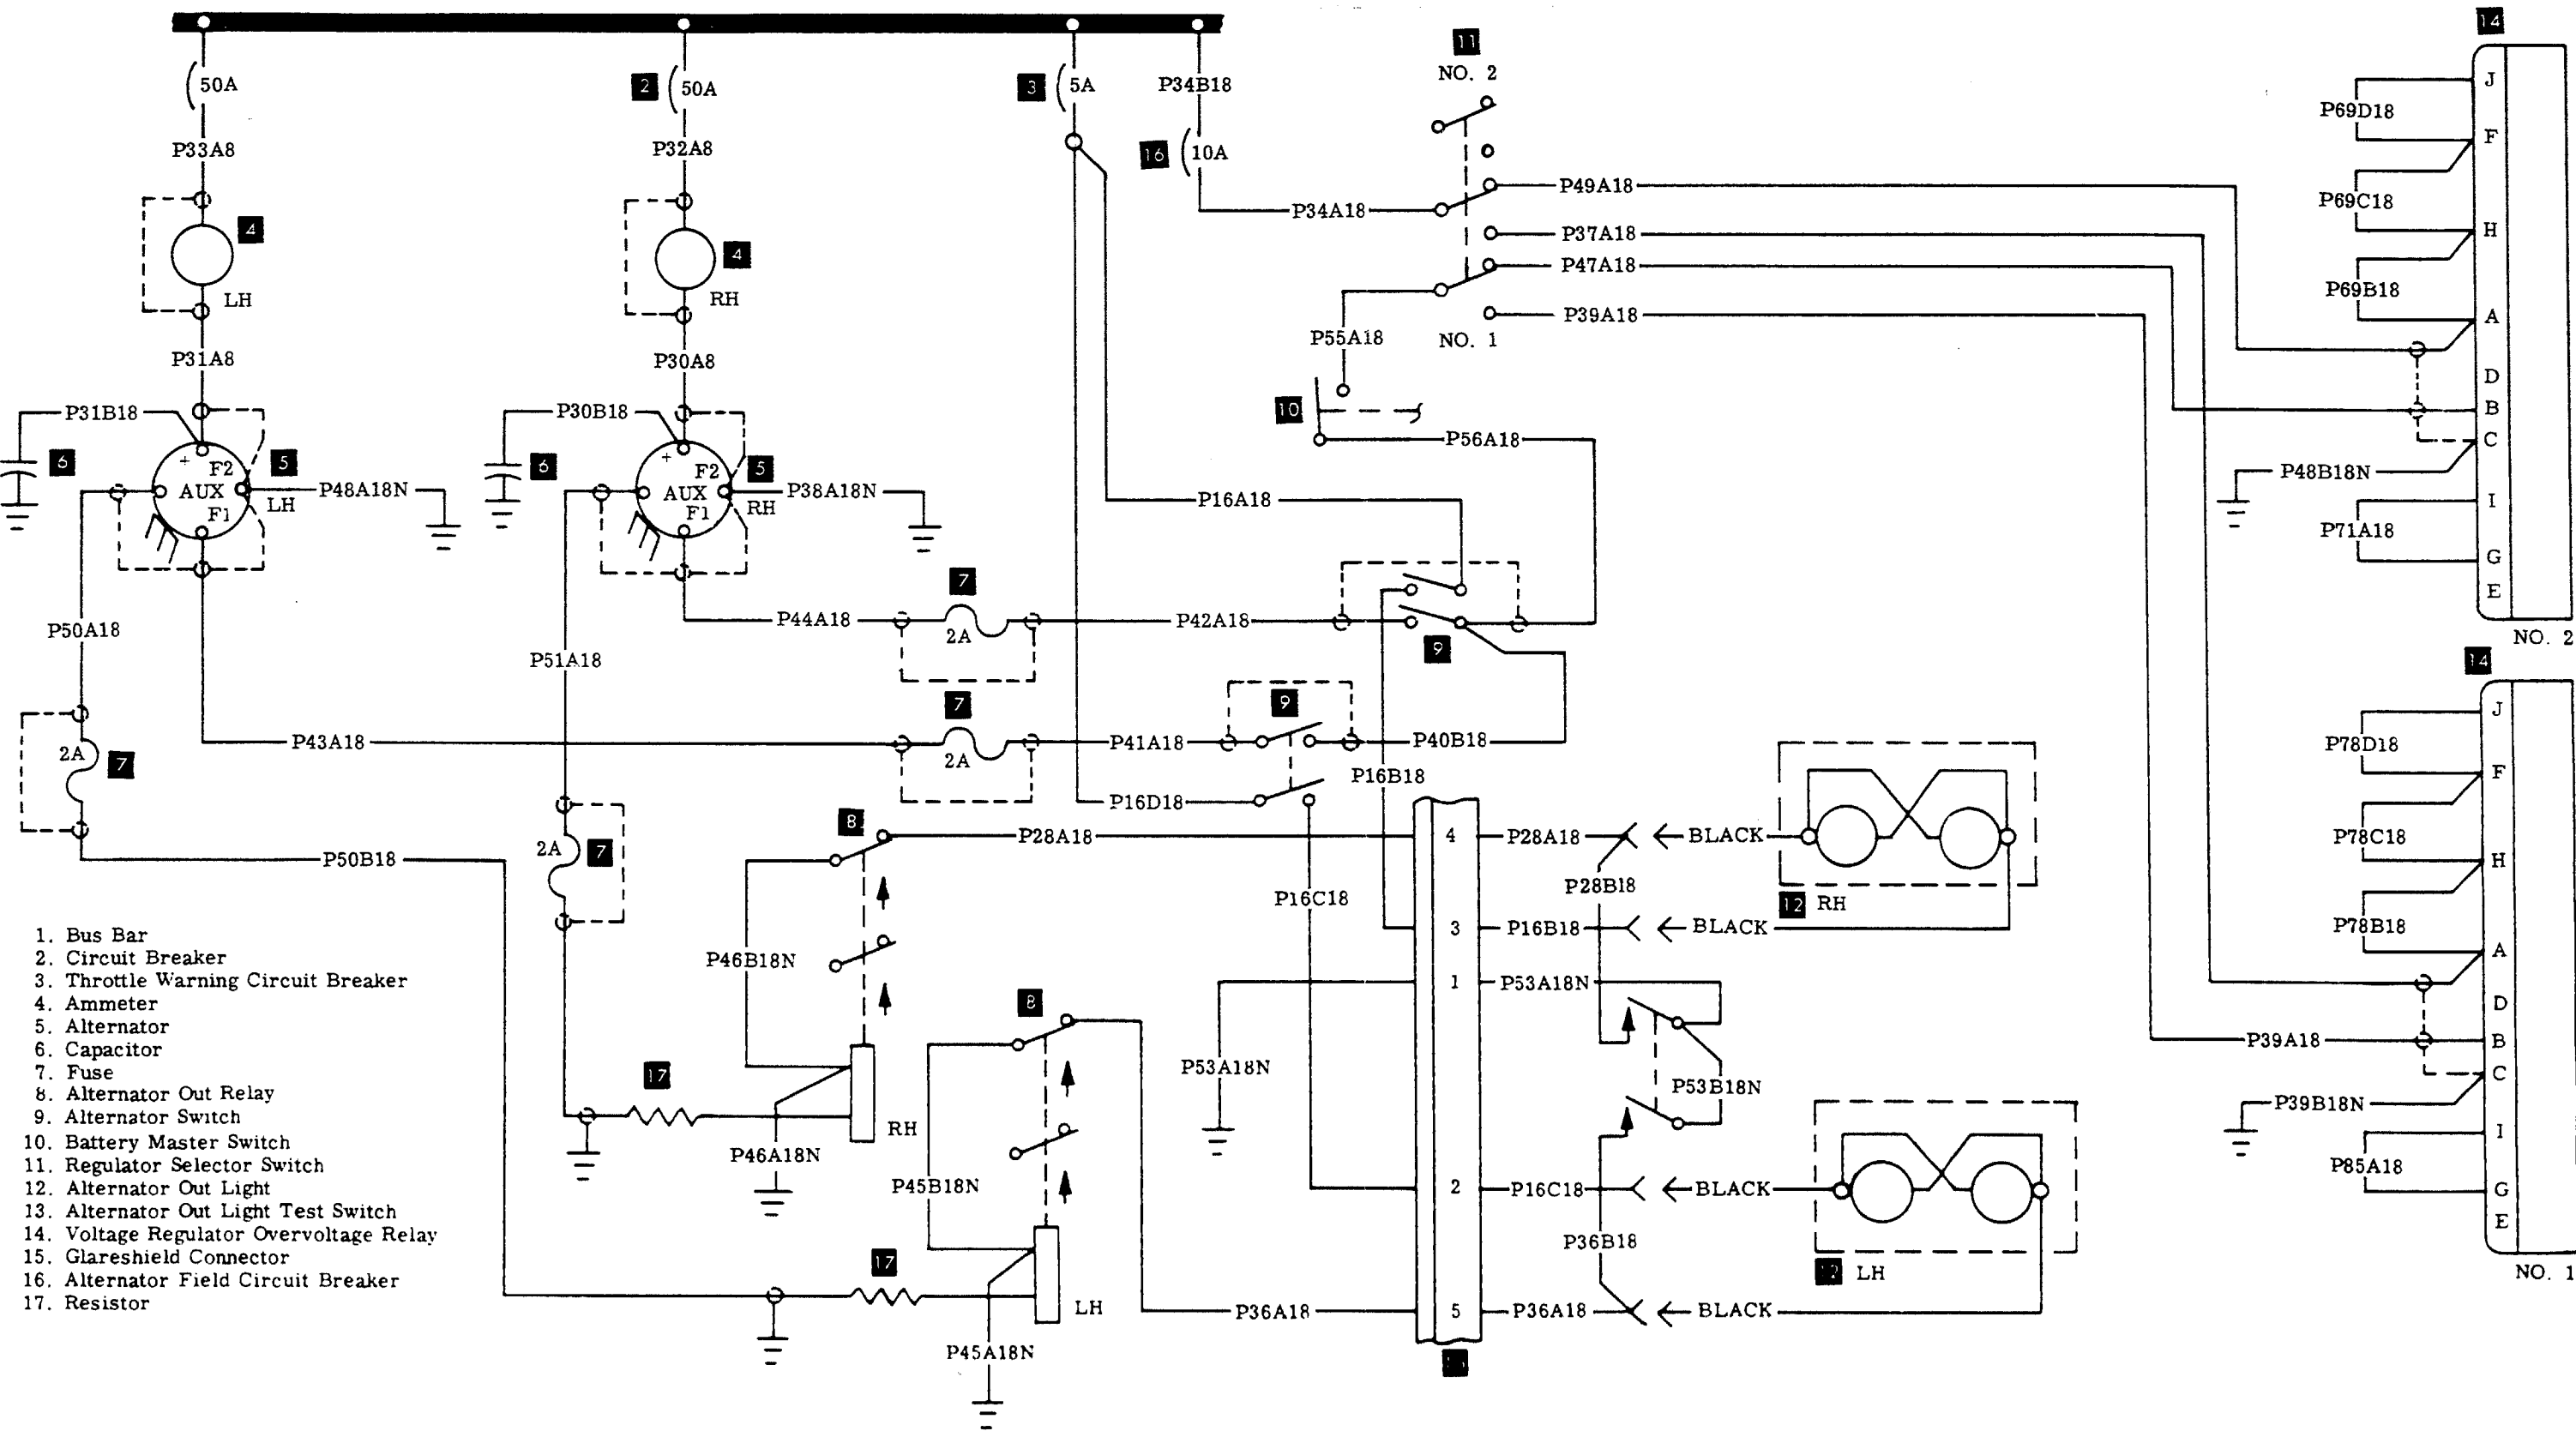 50A
2
50A
3
5A
P34B18
16
10A
11
NO. 2
14
P33A8
P32A8
P34A18
P49A18
P37A18
P47A18
P39A18
NO. 1
4
LH
4
RH
P31A8
P30A8
P55A18
10
P56A18
P31B18
P30B18
6
+
F2
AUX
F1
5
LH
P48A18N
6
+
F2
AUX
F1
5
RH
P38A18N
P16A18
J
P69D18
F
P69C18
H
P69B18
A
D
B
C
P48B18N
I
P71A18
G
E
NO. 2
P50A18
P51A18
P44A18
7
2A
P42A18
9
P43A18
7
2A
P41A18
9
P40B18
2A
7
2A
7
P16D18
P16B18
P50B18
8
P28A18
4
P28A18
BLACK
P28B18
12
RH
P16C18
3
P16B18
BLACK
P46B18N
1
P53A18N
P53A18N
P53B18N
8
17
RH
P46A18N
P45B18N
2
P16C18
BLACK
P36B18
12
LH
17
LH
P36A18
5
P36A18
BLACK
P45A18N
14
J
P78D18
F
P78C18
H
P78B18
A
D
P39A18
B
C
P39B18N
I
P85A18
G
E
NO. 1
1. Bus Bar
2. Circuit Breaker
3. Throttle Warning Circuit Breaker
4. Ammeter
5. Alternator
6. Capacitor
7. Fuse
8. Alternator Out Relay
9. Alternator Switch
10. Battery Master Switch
11. Regulator Selector Switch
12. Alternator Out Light
13. Alternator Out Light Test Switch
14. Voltage Regulator Overvoltage Relay
15. Glareshield Connector
16. Alternator Field Circuit Breaker
17. Resistor